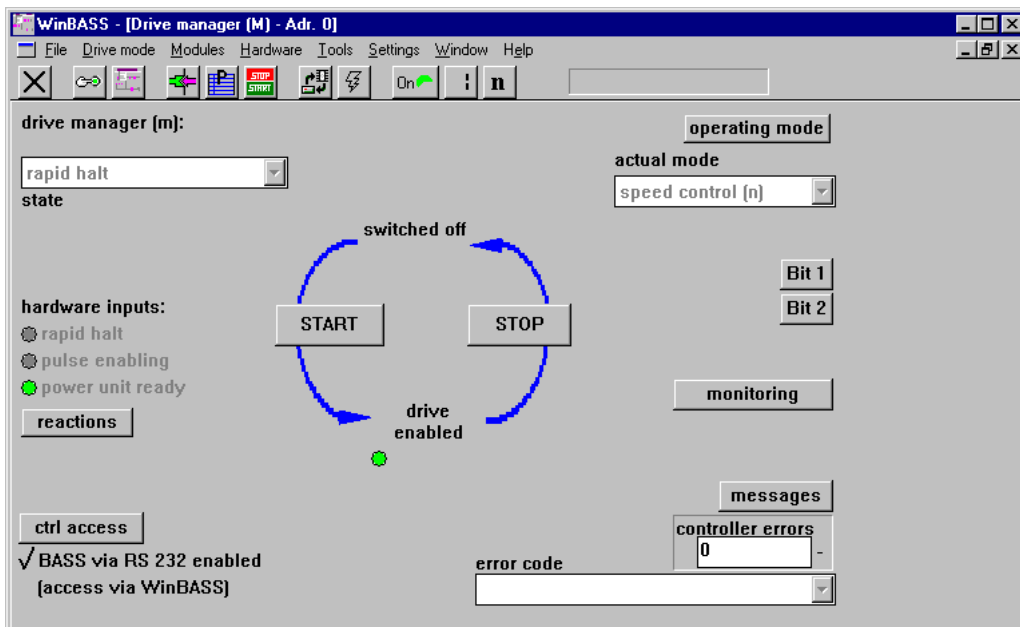 WinBASS - [Drive manager (M) - Adr. 0]
File Drive mode Modules Hardware Tools Settings Window Help
P STOP START On n
drive manager (m):
operating mode
actual mode
rapid halt
speed control (n)
state
switched off
Bit 1
hardware inputs:
Bit 2
START
STOP
rapid halt
pulse enabling
power unit ready
monitoring
reactions
drive
enabled
messages
ctrl access
controller errors
0 -
BASS via RS 232 enabled
error code
(access via WinBASS)